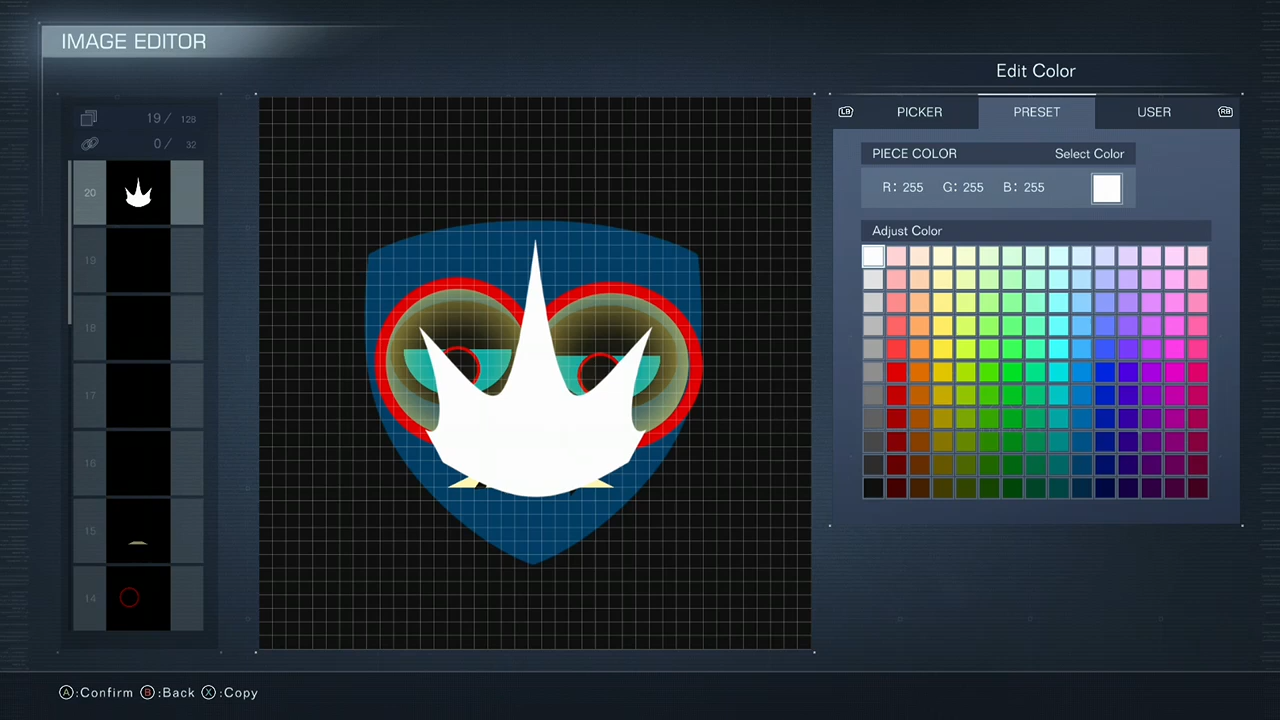 IMAGE EDITOR
Edit Color
19 / 128
0 / 32
LB PICKER PRESET USER RB
PIECE COLOR Select Color
R: 255 G: 255 B: 255
Adjust Color
20
19
18
17
16
15
14
A:Confirm B:Back X:Copy